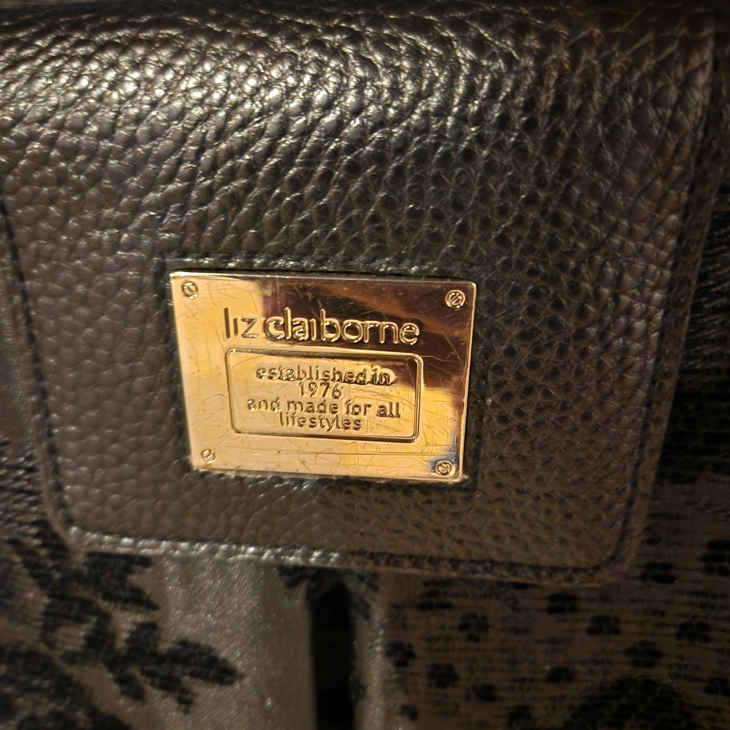 liz claiborne
established in
1976
and made for all
lifestyles